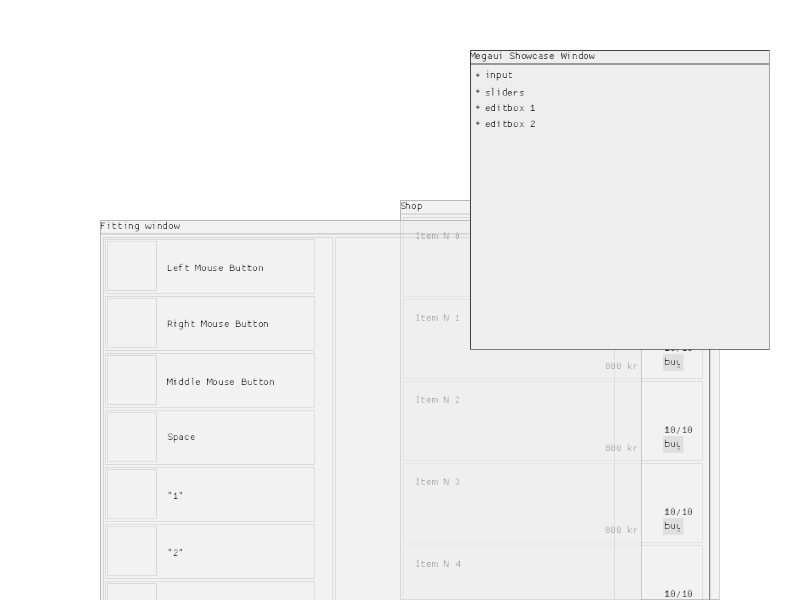 Megaui Showcase Window
+ input
+ sliders
+ editbox 1
+ editbox 2
Shop
Item N 0
Item N 1
800 kr
buy
Item N 2
10/10
800 kr
buy
Item N 3
10/10
800 kr
buy
Item N 4
10/10
Fitting window
Left Mouse Button
Right Mouse Button
Middle Mouse Button
Space
"1"
"2"